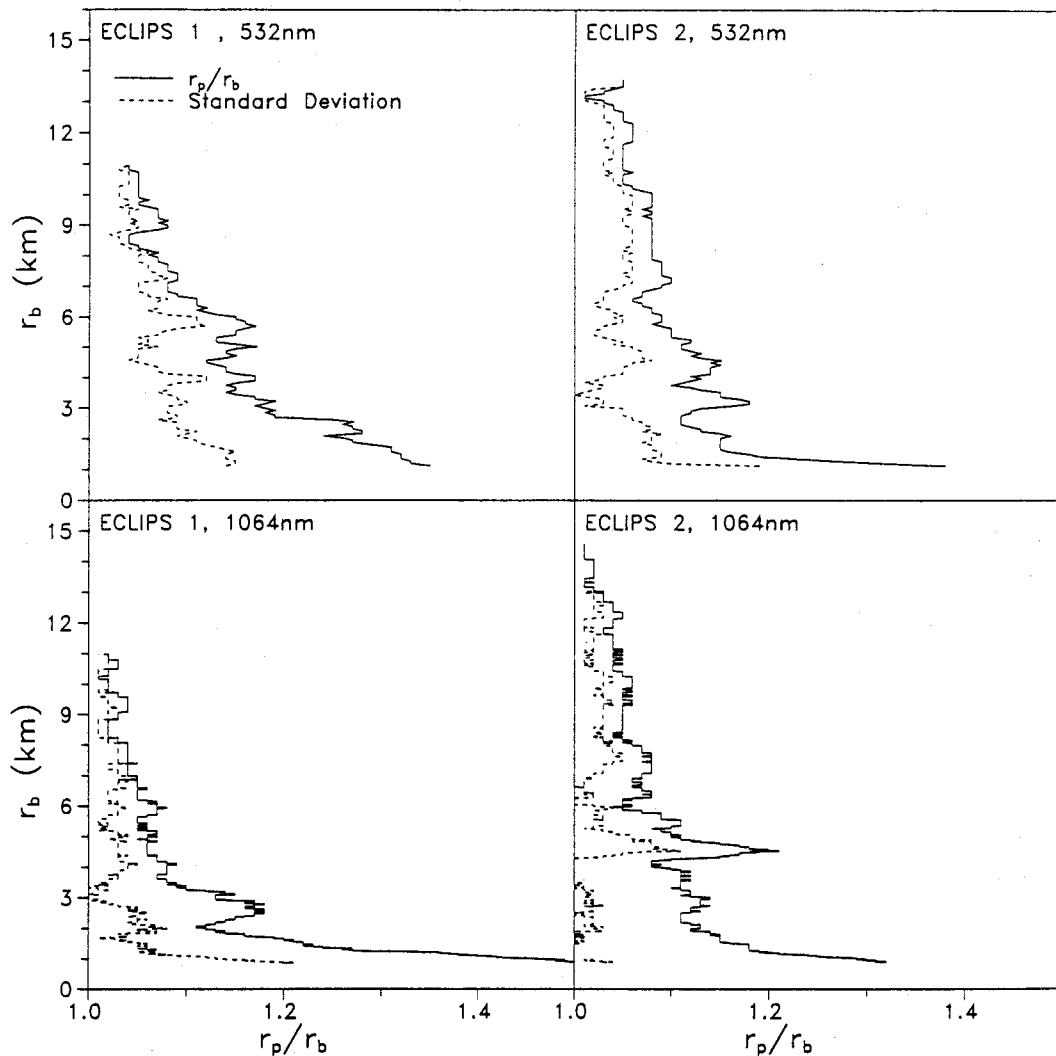 ECLIPS 1 , 532nm
ECLIPS 2, 532nm
r_p/r_b
Standard Deviation
15
12
9
6
3
0
r_b (km)
ECLIPS 1, 1064nm
ECLIPS 2, 1064nm
15
12
9
6
3
0
r_b (km)
1.0
1.2
1.4
1.0
1.2
1.4
r_p/r_b
r_p/r_b